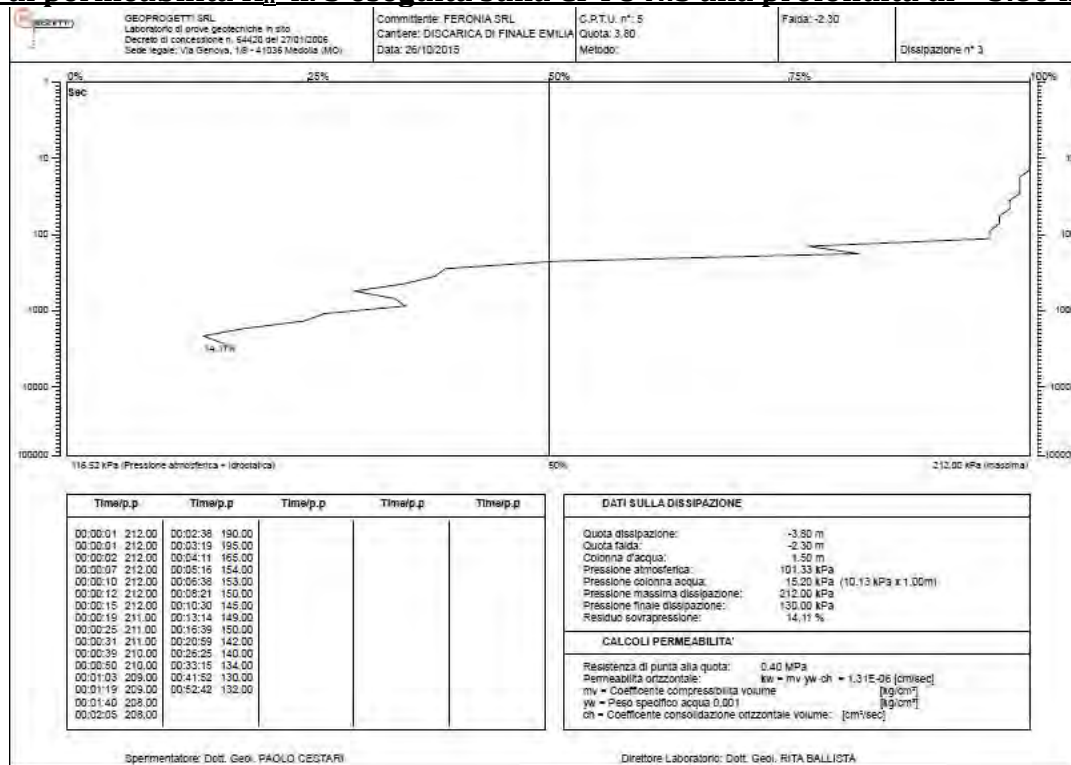 GEOPROGETTI SRL
Laboratorio di prove geotecniche in sito
Decreto di concessione n. 54420 del 27/01/2006
Sede legale: Via Genova, 1/B - 41036 Medolla (MO)
Committente: FERONIA SRL
Cantiere: DISCARICA DI FINALE EMILIA
Data: 26/10/2015
C.P.T.U. n°: 5
Quota: 3.80
Metodo:
Falda: -2.30
Dissipazione n° 3
0% 25% 50% 75% 100%
Sec
1
10
100
1000
10000
100000
14.11%
116.52 kPa (Pressione atmosferica + idrostatica) 50% 212.00 kPa (massima)
Time/p.p Time/p.p Time/p.p Time/p.p Time/p.p
00:00:01 212.00 00:02:38 190.00
00:00:01 212.00 00:03:19 195.00
00:00:02 212.00 00:04:11 165.00
00:00:07 212.00 00:05:16 154.00
00:00:10 212.00 00:06:38 153.00
00:00:12 212.00 00:08:21 150.00
00:00:15 212.00 00:10:30 145.00
00:00:19 211.00 00:13:14 149.00
00:00:25 211.00 00:16:39 150.00
00:00:31 211.00 00:20:59 142.00
00:00:39 210.00 00:26:25 140.00
00:00:50 210.00 00:33:15 134.00
00:01:03 209.00 00:41:52 130.00
00:01:19 209.00 00:52:42 132.00
00:01:40 208.00
00:02:05 208.00
DATI SULLA DISSIPAZIONE
Quota dissipazione: -3.80 m
Quota falda: -2.30 m
Colonna d'acqua: 1.50 m
Pressione atmosferica: 101.33 kPa
Pressione colonna acqua: 15.20 kPa (10.13 kPa x 1.00m)
Pressione massima dissipazione: 212.00 kPa
Pressione finale dissipazione: 130.00 kPa
Residuo sovrapressione: 14.11 %
CALCOLI PERMEABILITA'
Resistenza di punta alla quota: 0.40 MPa
Permeabilità orizzontale: kw = mv yw ch = 1,31E-06 [cm/sec]
mv = Coefficente compressibilità volume [kg/cm²]
yw = Peso specifico acqua 0,001 [kg/cm³]
ch = Coefficente consolidazione orizzontale volume: [cm²/sec]
Sperimentatore: Dott. Geol. PAOLO CESTARI
Direttore Laboratorio: Dott. Geol. RITA BALLISTA